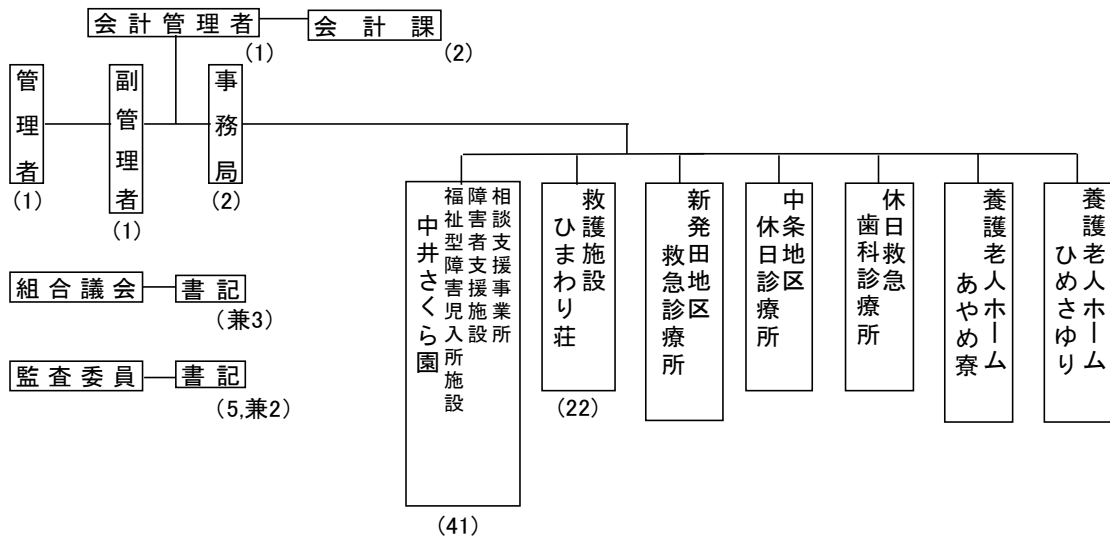 会計管理者
(1)
会計課
(2)
管理者
(1)
副管理者
(1)
事務局
(2)
組合議会
書記
(兼3)
監査委員
書記
(5,兼2)
相談支援事業所
障害者支援施設
福祉型障害児入所施設
中井さくら園
(41)
救護施設
ひまわり荘
(22)
新発田地区
救急診療所
中条地区
休日診療所
休日救急
歯科診療所
養護老人ホーム
あやめ寮
養護老人ホーム
ひめさゆり